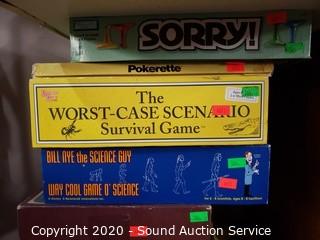 SORRY!
Pokerette
The
WORST-CASE SCENARIO
Survival Game
BILL NYE the SCIENCE GUY
WAY COOL GAME O' SCIENCE
Copyright 2020 - Sound Auction Service